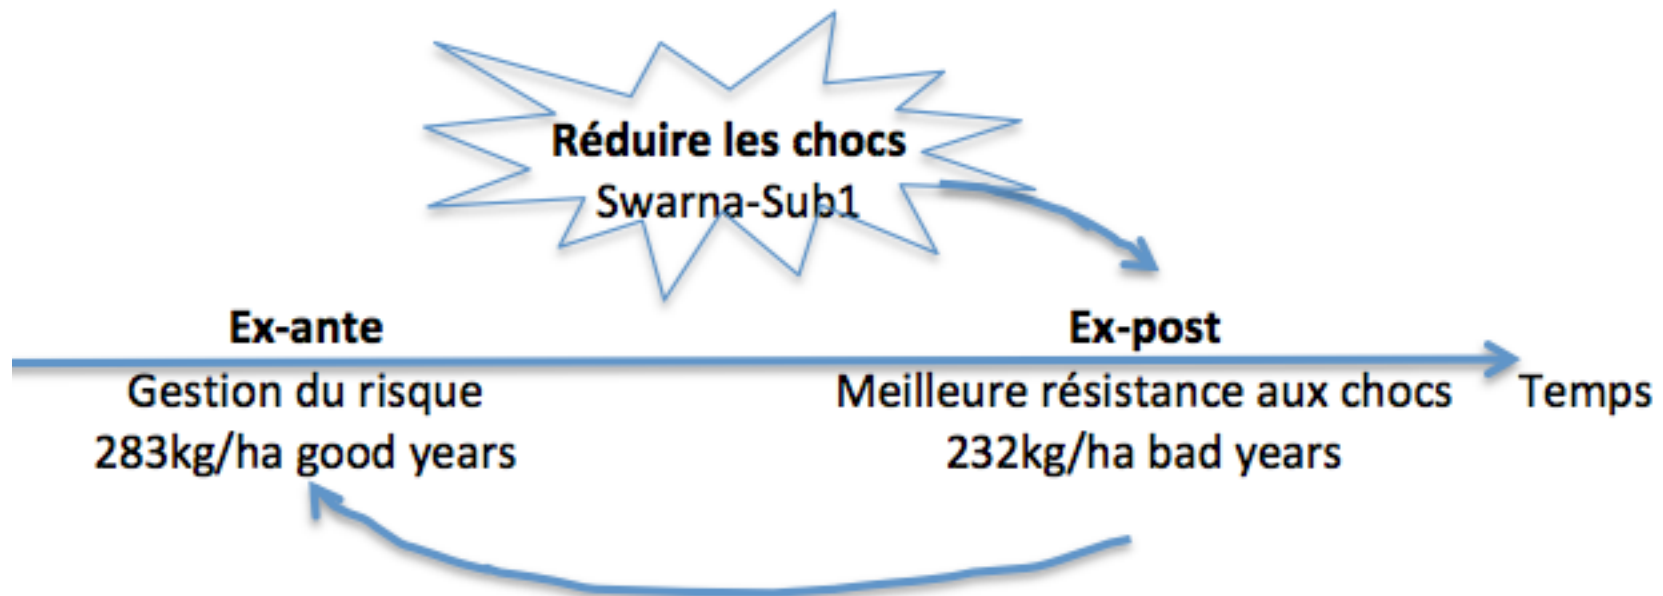 Réduire les chocs
Swarna-Sub1
Ex-ante
Ex-post
Gestion du risque
Meilleure résistance aux chocs
Temps
283kg/ha good years
232kg/ha bad years